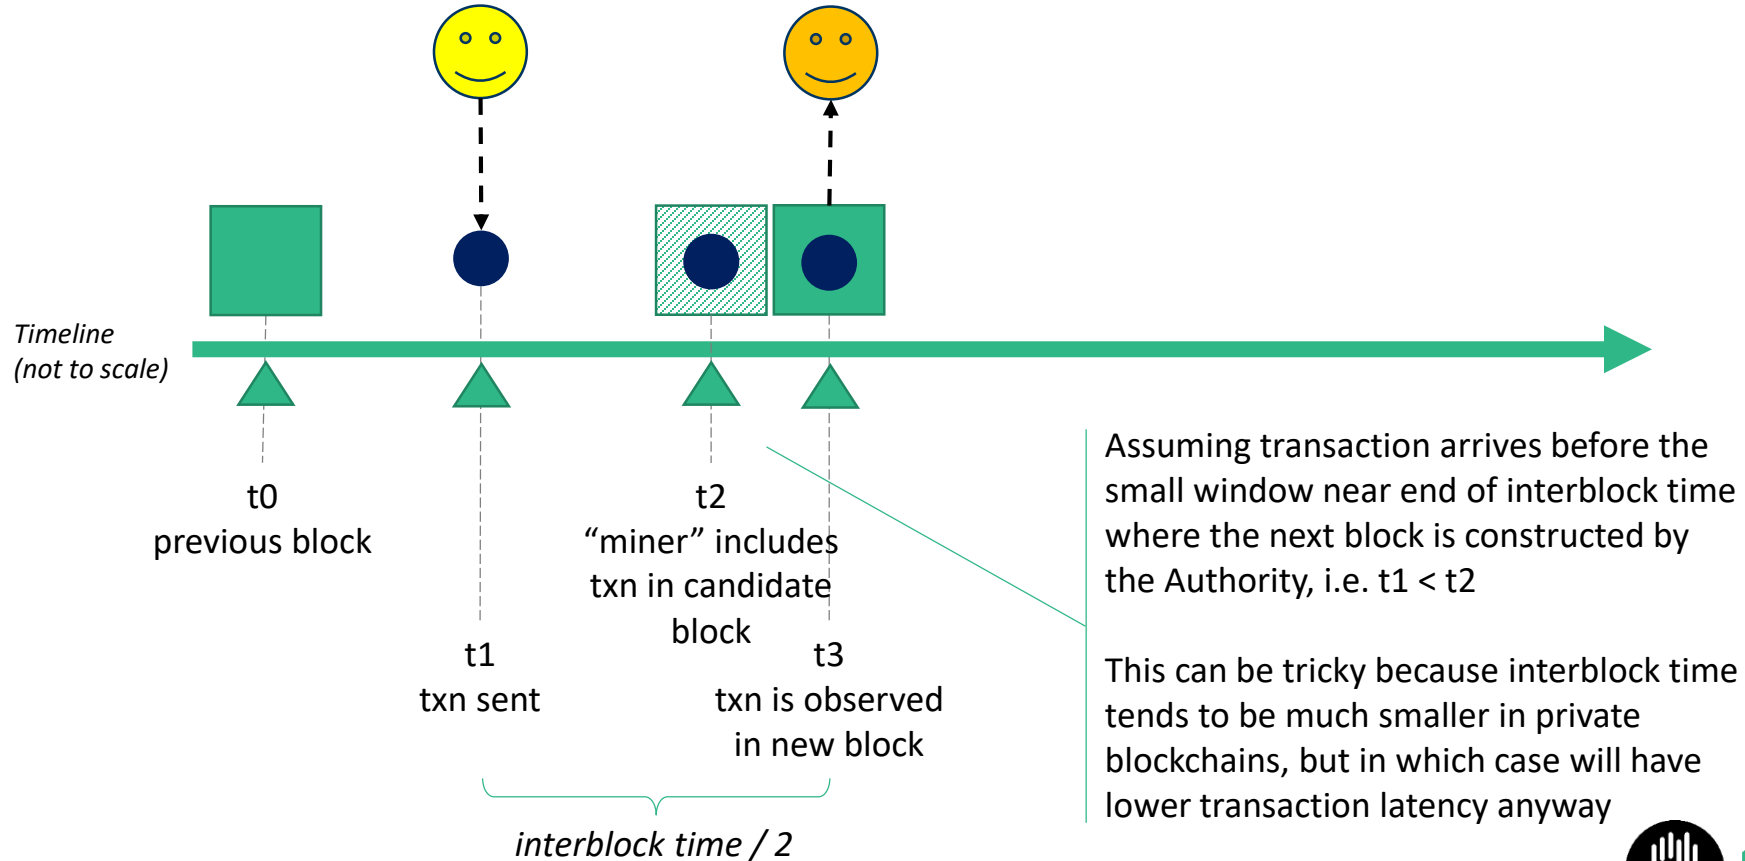 Timeline
(not to scale)
t0
previous block
t1
txn sent
t2
“miner” includes
txn in candidate
block
t3
txn is observed
in new block
interblock time / 2
Assuming transaction arrives before the
small window near end of interblock time
where the next block is constructed by
the Authority, i.e. t1 < t2
This can be tricky because interblock time
tends to be much smaller in private
blockchains, but in which case will have
lower transaction latency anyway